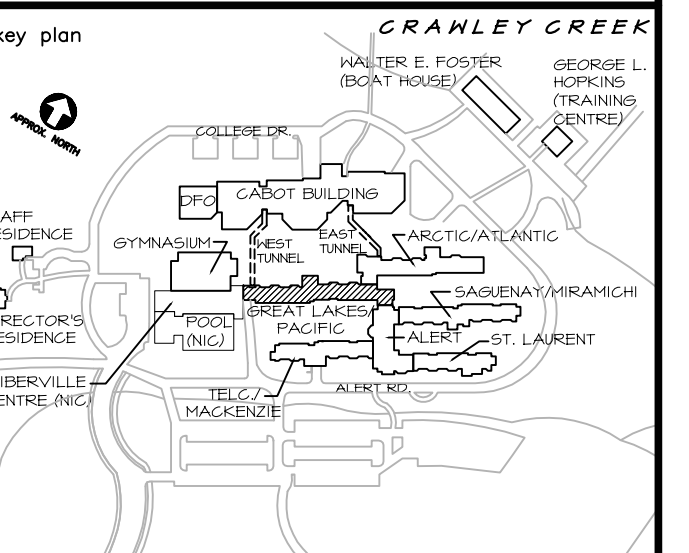 CRAWLEY CREEK
key plan
WALTER E. FOSTER
(BOAT HOUSE)
GEORGE L.
HOPKINS
(TRAINING
CENTRE)
APPROX. NORTH
COLLEGE DR.
DFO
CABOT BUILDING
AFF
ESIDENCE
GYMNASIUM
WEST
TUNNEL
EAST
TUNNEL
ARCTIC/ATLANTIC
SAGUENAY/MIRAMICHI
GREAT LAKES/
PACIFIC
RECTOR'S
ESIDENCE
POOL
(NIC)
ALERT
ST. LAURENT
IBERVILLE
ENTRE (NIC)
TELC./
MACKENZIE
ALERT RD.